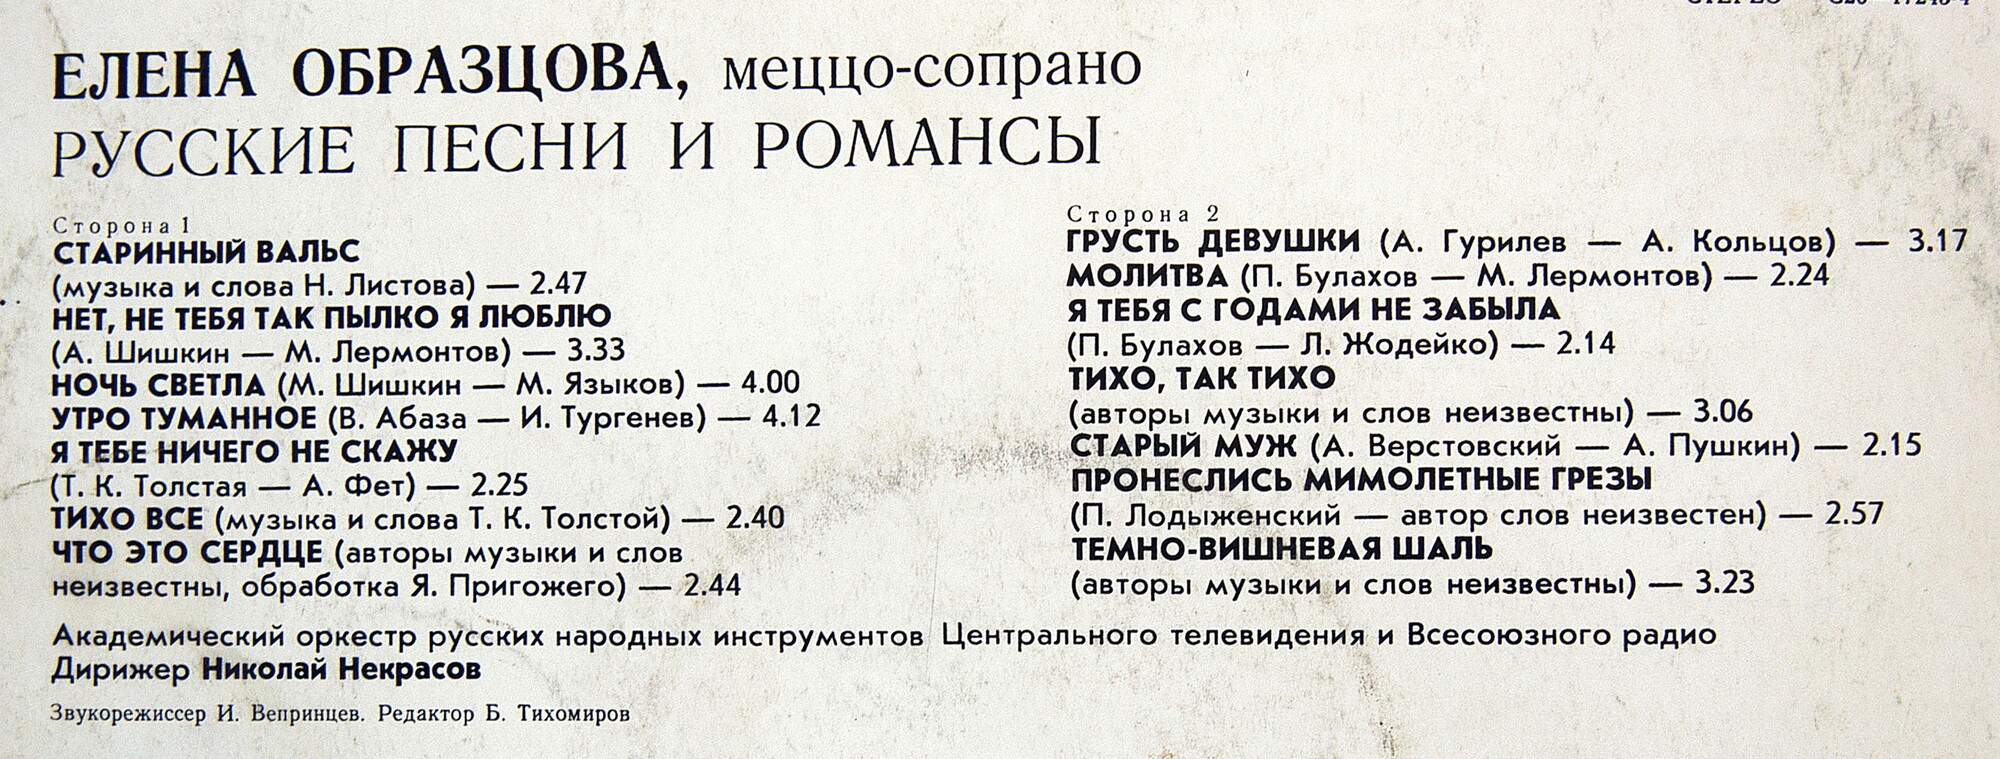 ЕЛЕНА ОБРАЗЦОВА, меццо-сопрано
РУССКИЕ ПЕСНИ И РОМАНСЫ
Сторона 1
СТАРИННЫЙ ВАЛЬС
(музыка и слова Н. Листова) — 2.47
НЕТ, НЕ ТЕБЯ ТАК ПЫЛКО Я ЛЮБЛЮ
(А. Шишкин — М. Лермонтов) — 3.33
НОЧЬ СВЕТЛА (М. Шишкин — М. Языков) — 4.00
УТРО ТУМАННОЕ (В. Абаза — И. Тургенев) — 4.12
Я ТЕБЕ НИЧЕГО НЕ СКАЖУ
(Т. К. Толстая — А. Фет) — 2.25
ТИХО ВСЕ (музыка и слова Т. К. Толстой) — 2.40
ЧТО ЭТО СЕРДЦЕ (авторы музыки и слов
неизвестны, обработка Я. Пригожего) — 2.44
Сторона 2
ГРУСТЬ ДЕВУШКИ (А. Гурилев — А. Кольцов) — 3.17
МОЛИТВА (П. Булахов — М. Лермонтов) — 2.24
Я ТЕБЯ С ГОДАМИ НЕ ЗАБЫЛА
(П. Булахов — Л. Жодейко) — 2.14
ТИХО, ТАК ТИХО
(авторы музыки и слов неизвестны) — 3.06
СТАРЫЙ МУЖ (А. Верстовский — А. Пушкин) — 2.15
ПРОНЕСЛИСЬ МИМОЛЕТНЫЕ ГРЕЗЫ
(П. Лодыженский — автор слов неизвестен) — 2.57
ТЕМНО-ВИШНЕВАЯ ШАЛЬ
(авторы музыки и слов неизвестны) — 3.23
Академический оркестр русских народных инструментов Центрального телевидения и Всесоюзного радио
Дирижер Николай Некрасов
Звукорежиссер И. Вепринцев. Редактор Б. Тихомиров